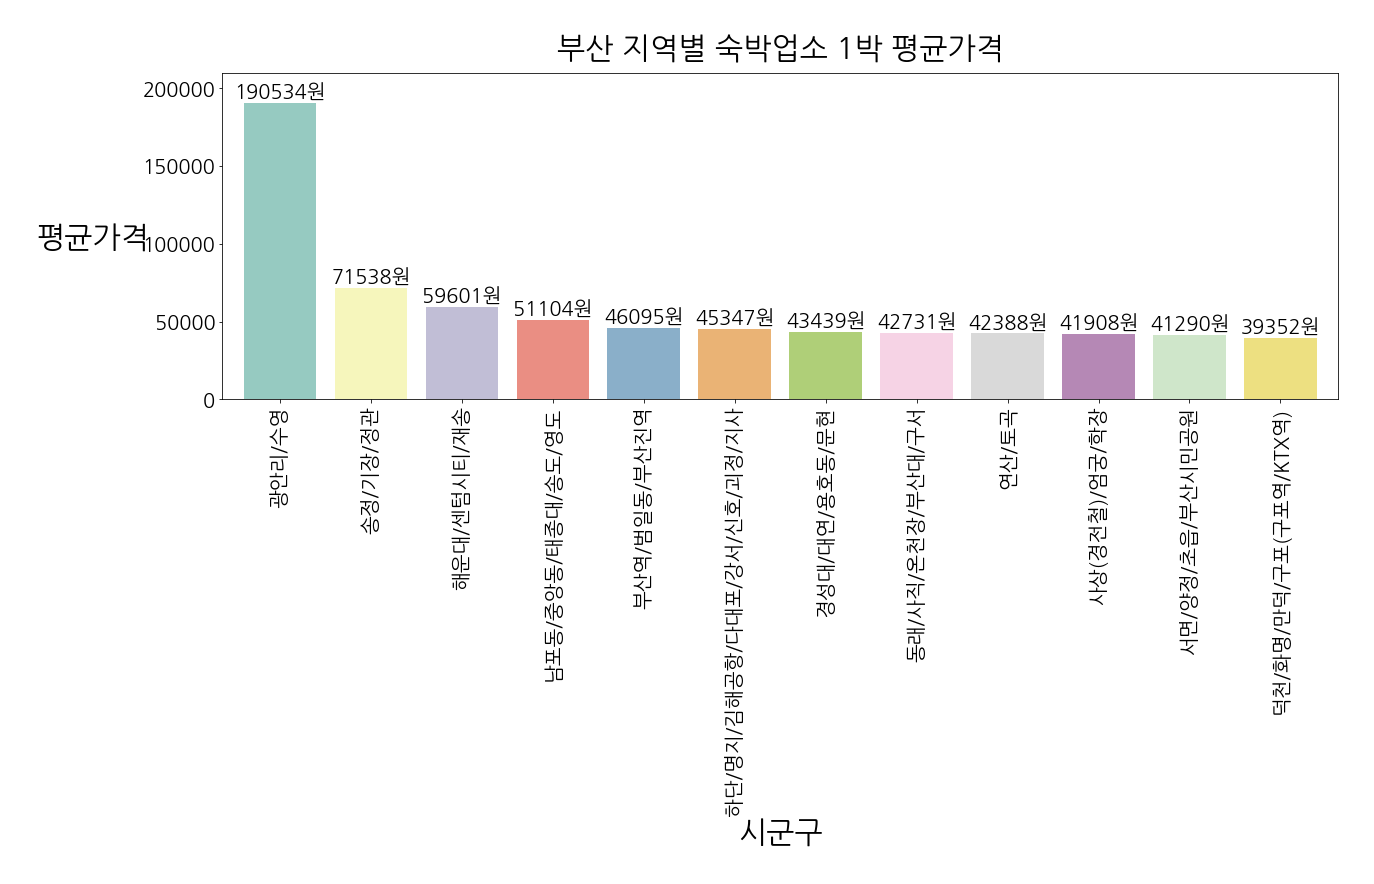 부산 지역별 숙박업소 1박 평균가격
평균가격
200000
150000
100000
50000
0
190534원
71538원
59601원
51104원
46095원
45347원
43439원
42731원
42388원
41908원
41290원
39352원
광안리/수영
송정/기장/정관
해운대/센텀시티/재송
남포동/중앙동/태종대/송도/영도
부산역/범일동/부산진역
하단/명지/김해공항/다대포/강서/신호/괴정/지사
경성대/대연/용호동/문현
동래/사직/온천장/부산대/구서
연산/토곡
사상(경전철)/엄궁/학장
서면/양정/초읍/부산시민공원
덕천/화명/만덕/구포(구포역/KTX역)
시군구